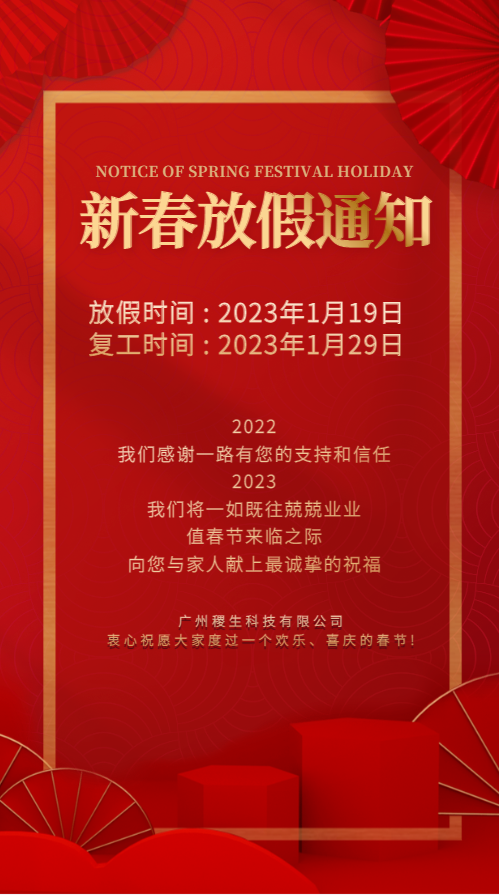 NOTICE OF SPRING FESTIVAL HOLIDAY
新春放假通知
放假时间：2023年1月19日
复工时间：2023年1月29日
2022
我们感谢一路有您的支持和信任
2023
我们将一如既往兢兢业业
值春节来临之际
向您与家人献上最诚挚的祝福
广州稷生科技有限公司
衷心祝愿大家度过一个欢乐、喜庆的春节!